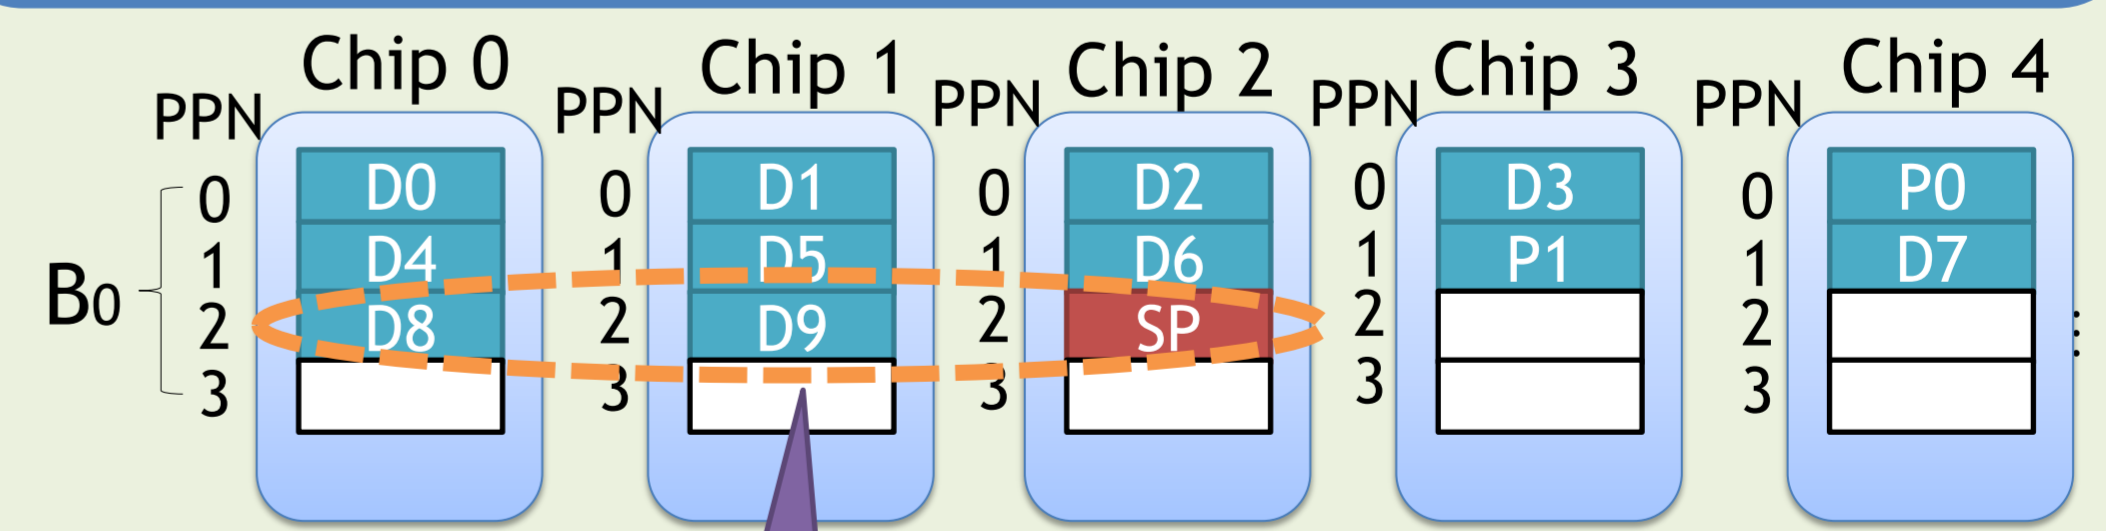 Chip 0 Chip 1 Chip 2 Chip 3 Chip 4
PPN PPN PPN PPN PPN
0 D0 0 D1 0 D2 0 D3 0 P0
1 D4 1 D5 1 D6 1 P1 1 D7
B0
2 D8 2 D9 2 SP 2 2
3 3 3 3 3